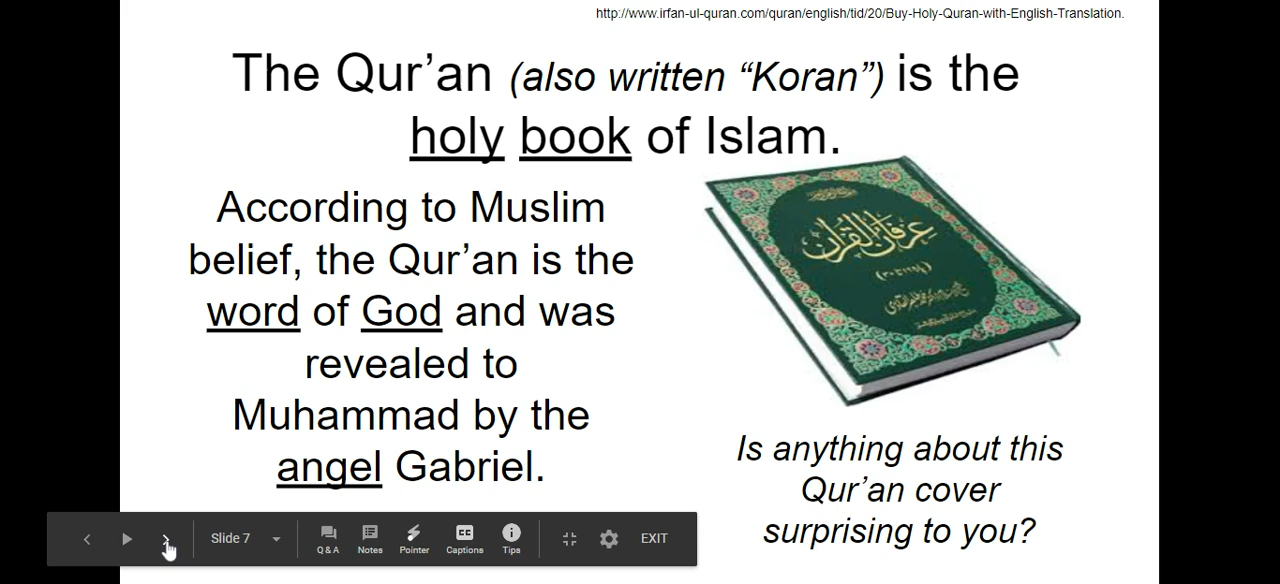 http://www.irfan-ul-quran.com/quran/english/tid/20/Buy-Holy-Quran-with-English-Translation.
The Qur’an (also written “Koran”) is the
holy book of Islam.
According to Muslim
belief, the Qur’an is the
word of God and was
revealed to
Muhammad by the
angel Gabriel.
عرفان القرآن
Is anything about this
Qur’an cover
surprising to you?
Slide 7
Q & A
Notes
Pointer
Captions
Tips
EXIT